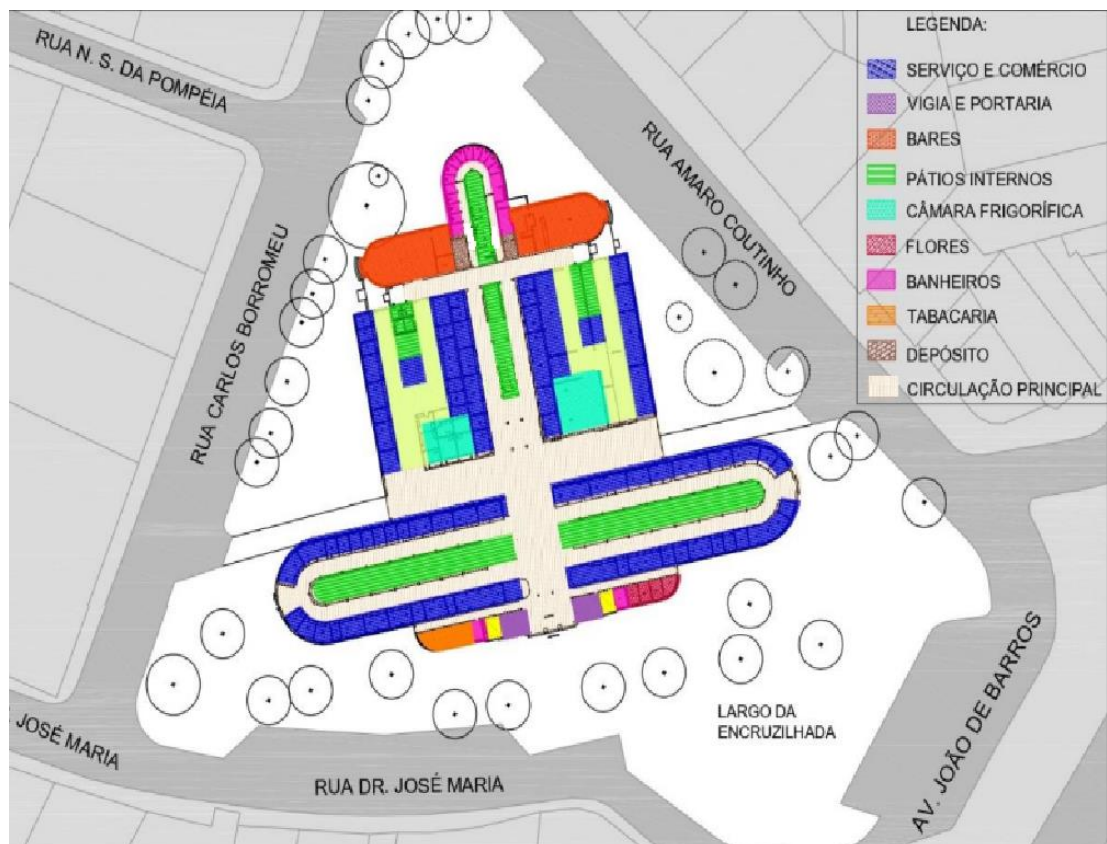 RUA N. S. DA POMPÉIA
LEGENDA:
SERVIÇO E COMÉRCIO
VIGIA E PORTARIA
BARES
PÁTIOS INTERNOS
CÂMARA FRIGORÍFICA
FLORES
BANHEIROS
TABACARIA
DEPÓSITO
CIRCULAÇÃO PRINCIPAL
RUA AMARO COUTINHO
RUA CARLOS BORROMEU
LARGO DA
ENCRUZILHADA
AV. JOÃO DE BARROS
JOSÉ MARIA
RUA DR. JOSÉ MARIA